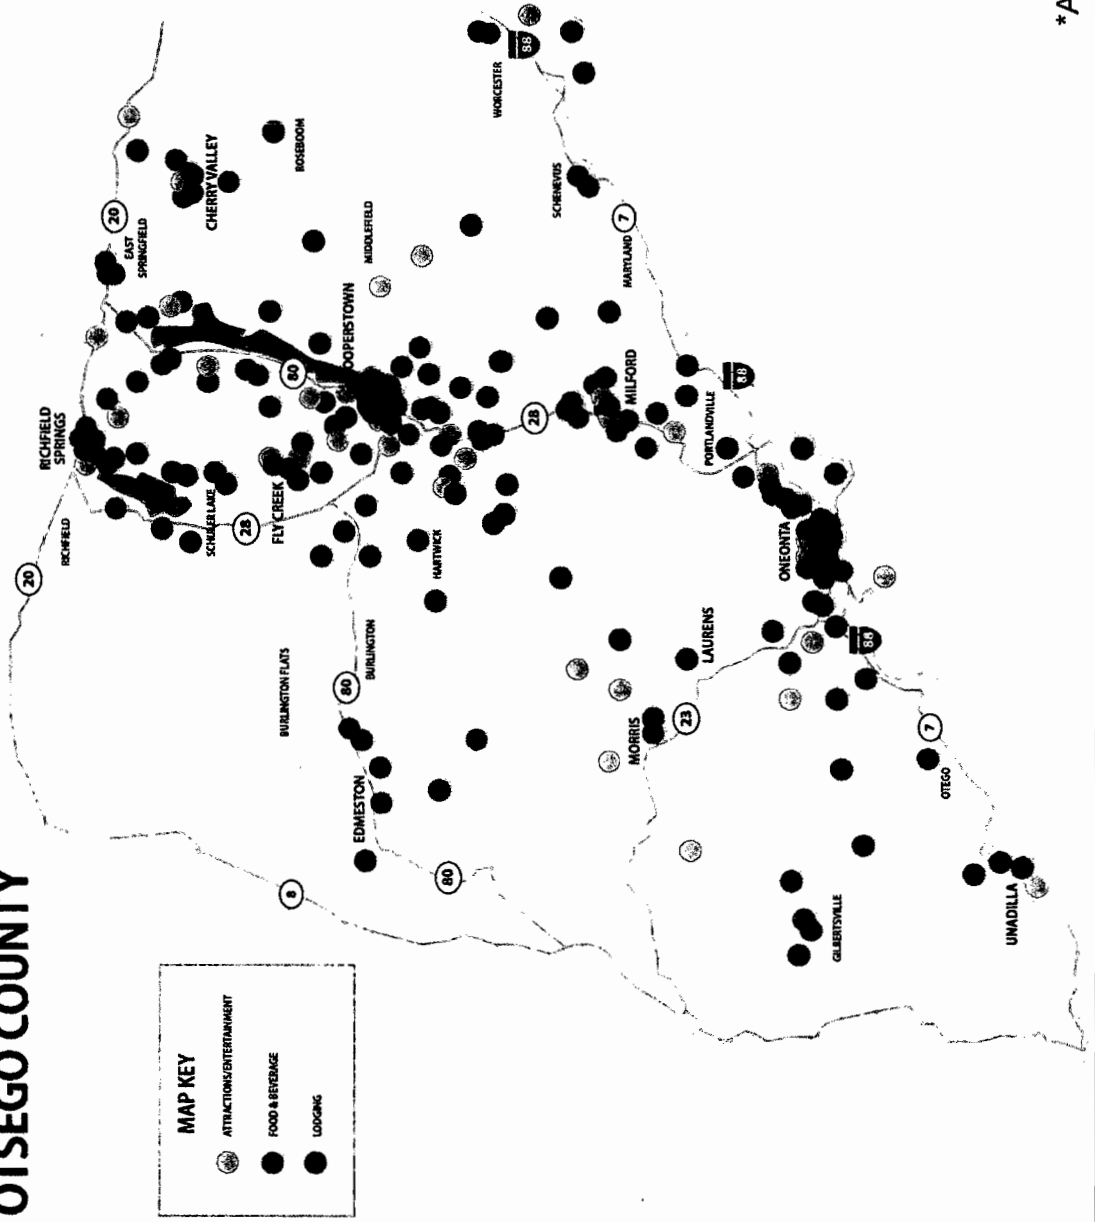 OTSEGO COUNTY
MAP KEY
ATTRACTIONS/ENTERTAINMENT
FOOD & BEVERAGE
LODGING
20
RICHFIELD
RICHFIELD
SPRINGS
20
EAST
SPRINGFIELD
CHERRY VALLEY
ROSEBOOM
SCHUYLER LAKE
28
FLY CREEK
80
OOPERSTOWN
MIDDLEFIELD
8
BURLINGTON FLATS
80
BURLINGTON
EDMESTON
80
HARTWICK
28
WORCESTER
88
SCHENEVUS
7
MARYLAND
MILFORD
88
PORTLANDVILLE
ONEONTA
LAURENS
MORRIS
23
88
7
OTEGO
GILBERTSVILLE
UNADILLA
*A